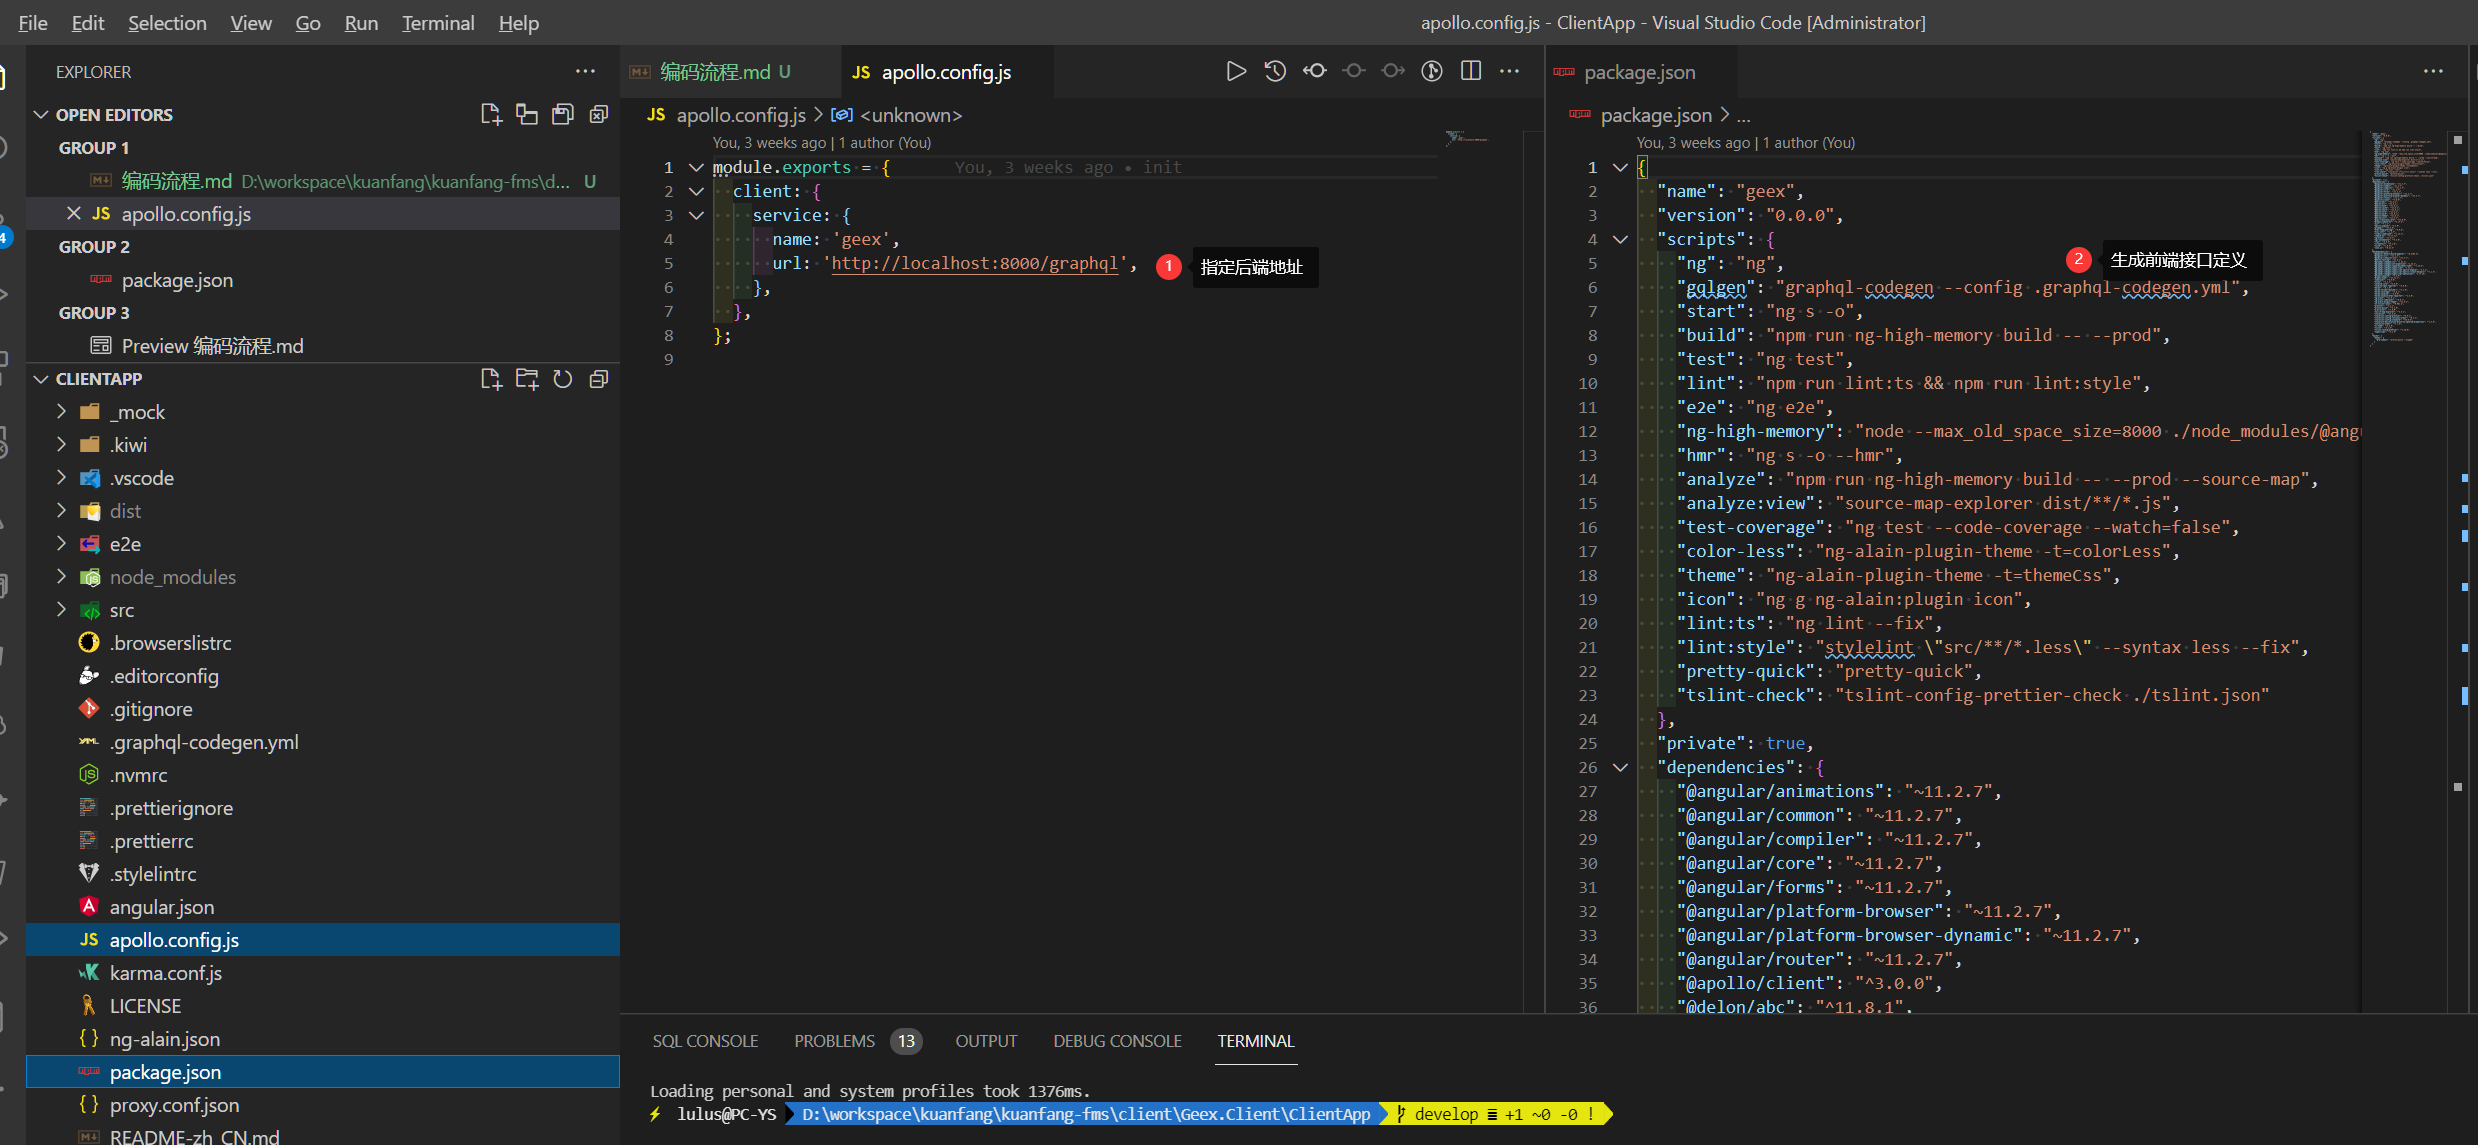 File Edit Selection View Go Run Terminal Help
apollo.config.js - ClientApp - Visual Studio Code [Administrator]
EXPLORER
OPEN EDITORS
GROUP 1
编码流程.md D:\workspace\kuanfang\kuanfang-fms\d... U
apollo.config.js
GROUP 2
package.json
GROUP 3
Preview 编码流程.md
CLIENTAPP
_mock
.kiwi
.vscode
dist
e2e
node_modules
src
.browserslistrc
.editorconfig
.gitignore
.graphql-codegen.yml
.nvmrc
.prettierignore
.prettierrc
.stylelintrc
angular.json
apollo.config.js
karma.conf.js
LICENSE
ng-alain.json
package.json
proxy.conf.json
README-zh_CN.md
编码流程.md U
apollo.config.js
apollo.config.js > <unknown>
You, 3 weeks ago | 1 author (You)
1 module.exports = { You, 3 weeks ago • init
2 client: {
3 service: {
4 name: 'geex',
5 url: 'http://localhost:8000/graphql',
1 指定后端地址
6 },
7 },
8 };
9
package.json
package.json > ...
You, 3 weeks ago | 1 author (You)
1 {
2 "name": "geex",
3 "version": "0.0.0",
4 "scripts": {
2 生成前端接口定义
5 "ng": "ng",
6 "gqlgen": "graphql-codegen --config .graphql-codegen.yml",
7 "start": "ng s -o",
8 "build": "npm run ng-high-memory build -- --prod",
9 "test": "ng test",
10 "lint": "npm run lint:ts && npm run lint:style",
11 "e2e": "ng e2e",
12 "ng-high-memory": "node --max_old_space_size=8000 ./node_modules/@ang
13 "hmr": "ng s -o --hmr",
14 "analyze": "npm run ng-high-memory build -- --prod --source-map",
15 "analyze:view": "source-map-explorer dist/**/*.js",
16 "test-coverage": "ng test --code-coverage --watch=false",
17 "color-less": "ng-alain-plugin-theme -t=colorLess",
18 "theme": "ng-alain-plugin-theme -t=themeCss",
19 "icon": "ng g ng-alain:plugin icon",
20 "lint:ts": "ng lint --fix",
21 "lint:style": "stylelint \"src/**/*.less\" --syntax less --fix",
22 "pretty-quick": "pretty-quick",
23 "tslint-check": "tslint-config-prettier-check ./tslint.json"
24 },
25 "private": true,
26 "dependencies": {
27 "@angular/animations": "~11.2.7",
28 "@angular/common": "~11.2.7",
29 "@angular/compiler": "~11.2.7",
30 "@angular/core": "~11.2.7",
31 "@angular/forms": "~11.2.7",
32 "@angular/platform-browser": "~11.2.7",
33 "@angular/platform-browser-dynamic": "~11.2.7",
34 "@angular/router": "~11.2.7",
35 "@apollo/client": "^3.0.0",
36 "@delon/abc": "^11.8.1",
SQL CONSOLE PROBLEMS 13 OUTPUT DEBUG CONSOLE TERMINAL
Loading personal and system profiles took 1376ms.
lulus@PC-YS D:\workspace\kuanfang\kuanfang-fms\client\Geex.Client\ClientApp develop ≡ +1 ~0 -0 !